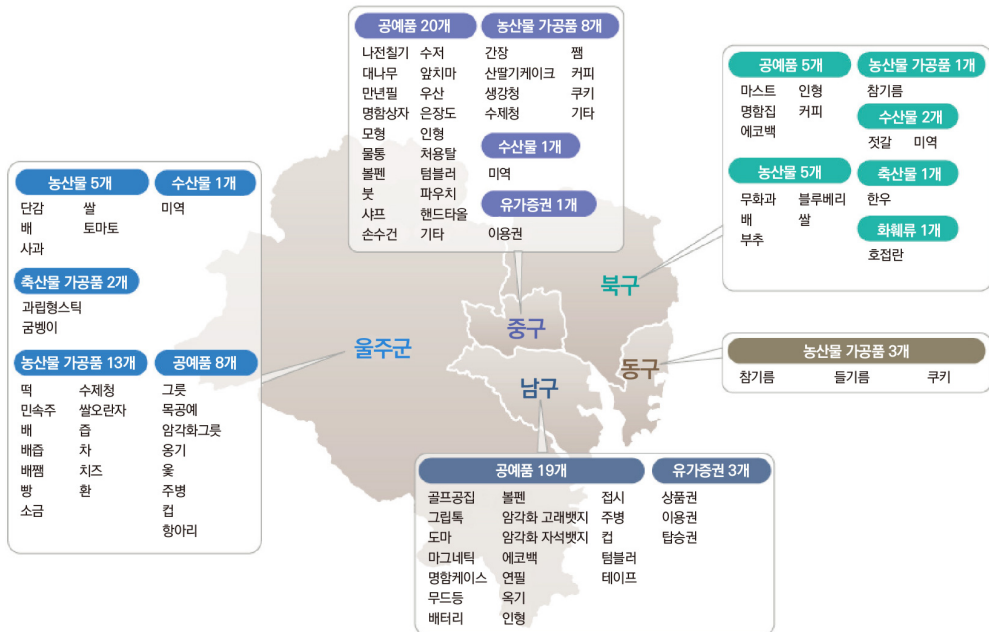 공예품 20개
나전칠기 수저
대나무 앞치마
만년필 우산
명함상자 은장도
모형 인형
물통 처용탈
볼펜 텀블러
붓 파우치
샤프 핸드타올
손수건 기타
농산물 가공품 8개
간장 쨈
산딸기케이크 커피
생강청 쿠키
수제청 기타
수산물 1개
미역
유가증권 1개
이용권
공예품 5개
마스트 인형
명함집 커피
에코백
농산물 가공품 1개
참기름
수산물 2개
젓갈 미역
농산물 5개
무화과 블루베리
배 쌀
부추
축산물 1개
한우
화훼류 1개
호접란
농산물 5개
단감 쌀
배 토마토
사과
수산물 1개
미역
축산물 가공품 2개
과립형스틱
굼벵이
농산물 가공품 13개
떡 수제청
민속주 쌀오란자
배 즙
배즙 차
배쨈 치즈
빵 환
소금
공예품 8개
그릇
목공예
암각화그릇
옹기
윷
주병
컵
항아리
북구
중구
울주군
동구
남구
농산물 가공품 3개
참기름 들기름 쿠키
공예품 19개
골프공집 볼펜 접시
그립톡 암각화 고래뱃지 주병
도마 암각화 자석뱃지 컵
마그네틱 에코백 텀블러
명함케이스 연필 테이프
무드등 옥기
배터리 인형
유가증권 3개
상품권
이용권
탑승권